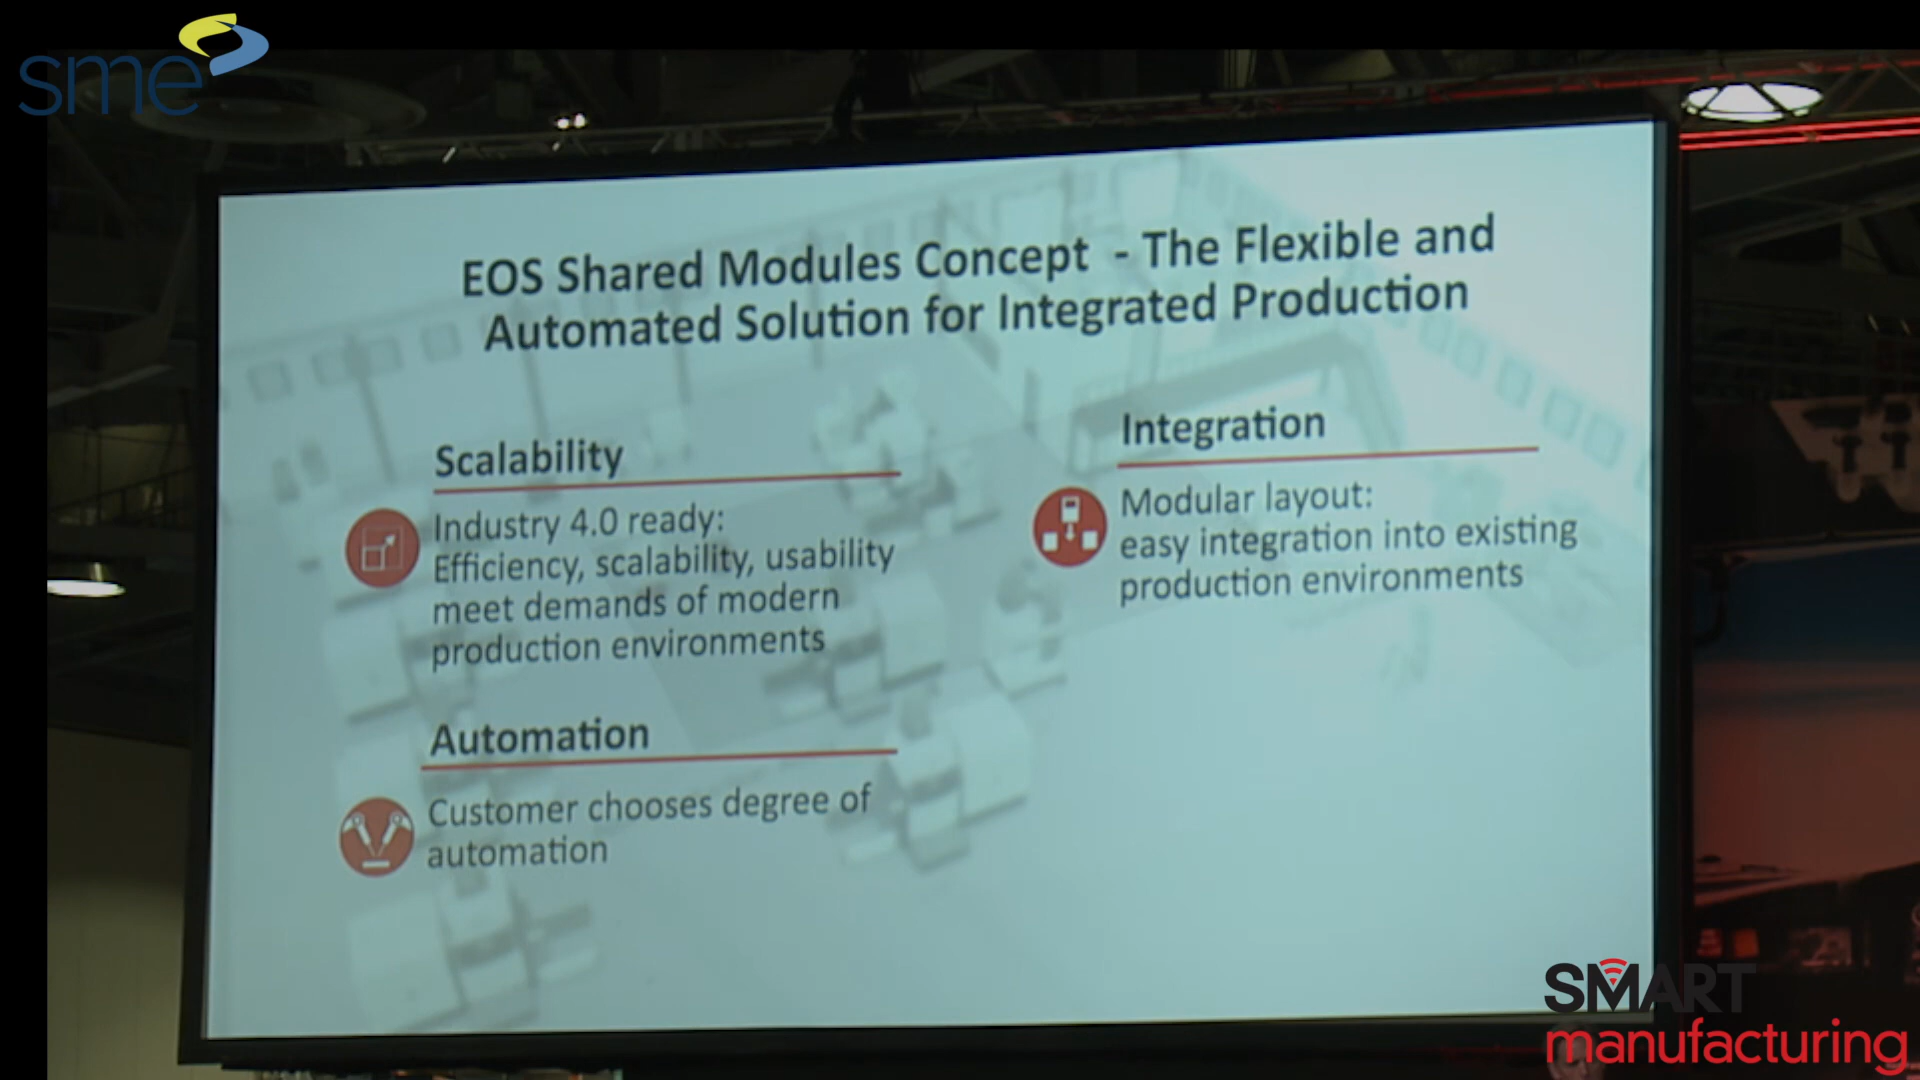 sme
EOS Shared Modules Concept - The Flexible and
Automated Solution for Integrated Production
Scalability
Industry 4.0 ready:
Efficiency, scalability, usability
meet demands of modern
production environments
Automation
Customer chooses degree of
automation
Integration
Modular layout:
easy integration into existing
production environments
SMART
manufacturing